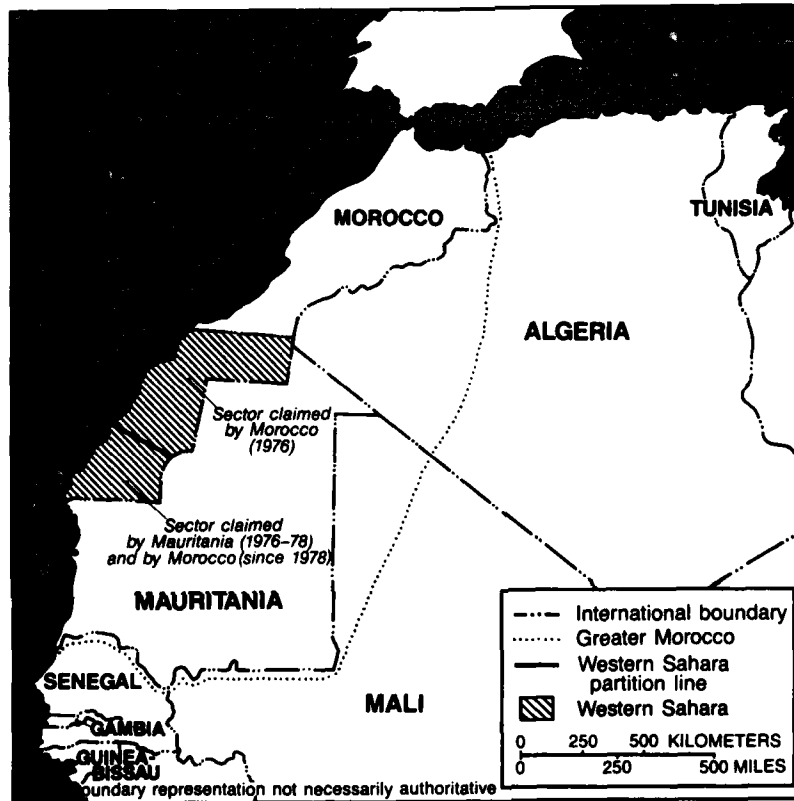 MOROCCO
TUNISIA
ALGERIA
Sector claimed
by Morocco
(1976)
Sector claimed
by Mauritania (1976-78)
and by Morocco (since 1978)
MAURITANIA
SENEGAL
GAMBIA
GUINEA-
BISSAU
MALI
International boundary
Greater Morocco
Western Sahara
partition line
Western Sahara
0 250 500 KILOMETERS
0 250 500 MILES
oundary representation not necessarily authoritative